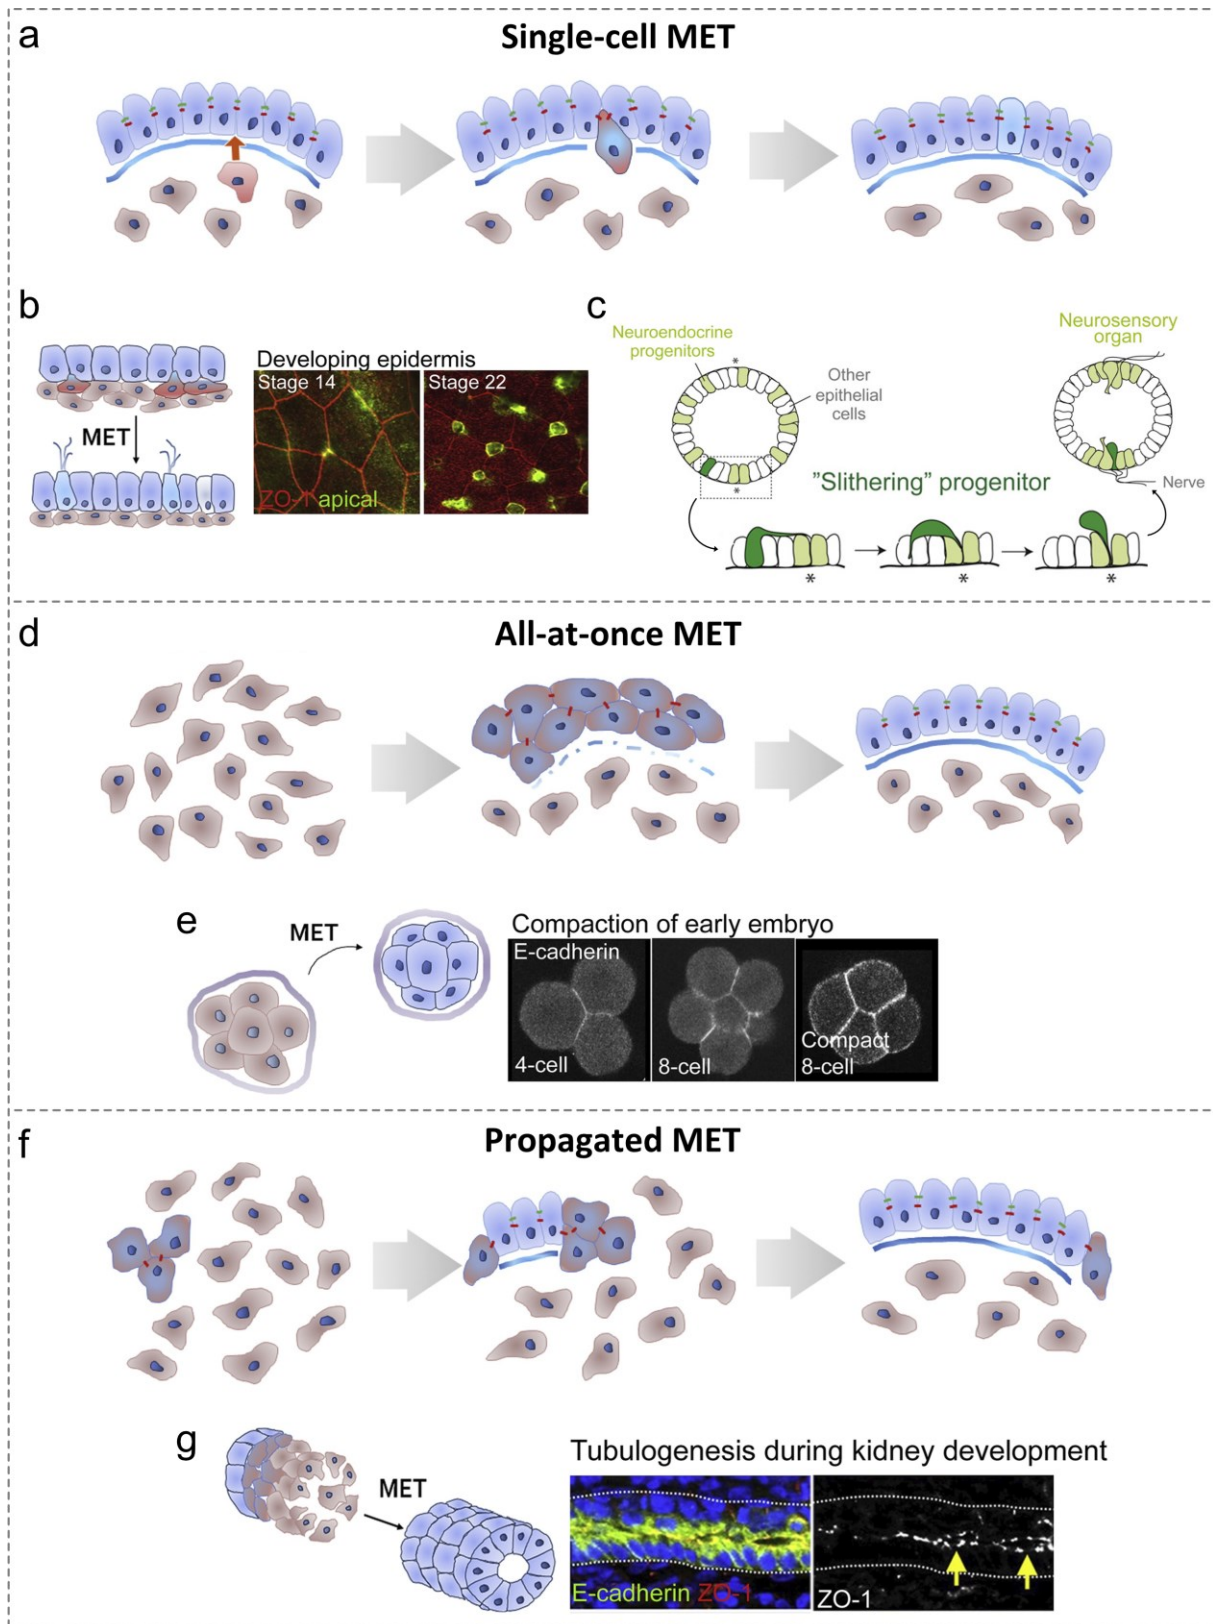 a
Single-cell MET
b
MET
Developing epidermis
Stage 14
Stage 22
ZO-1 apical
c
Neuroendocrine
progenitors
*
Other
epithelial
cells
*
Neurosensory
organ
"Slithering" progenitor
Nerve
*
*
*
d
All-at-once MET
e
MET
Compaction of early embryo
E-cadherin
4-cell
8-cell
Compact
8-cell
f
Propagated MET
g
MET
Tubulogenesis during kidney development
E-cadherin ZO-1
ZO-1